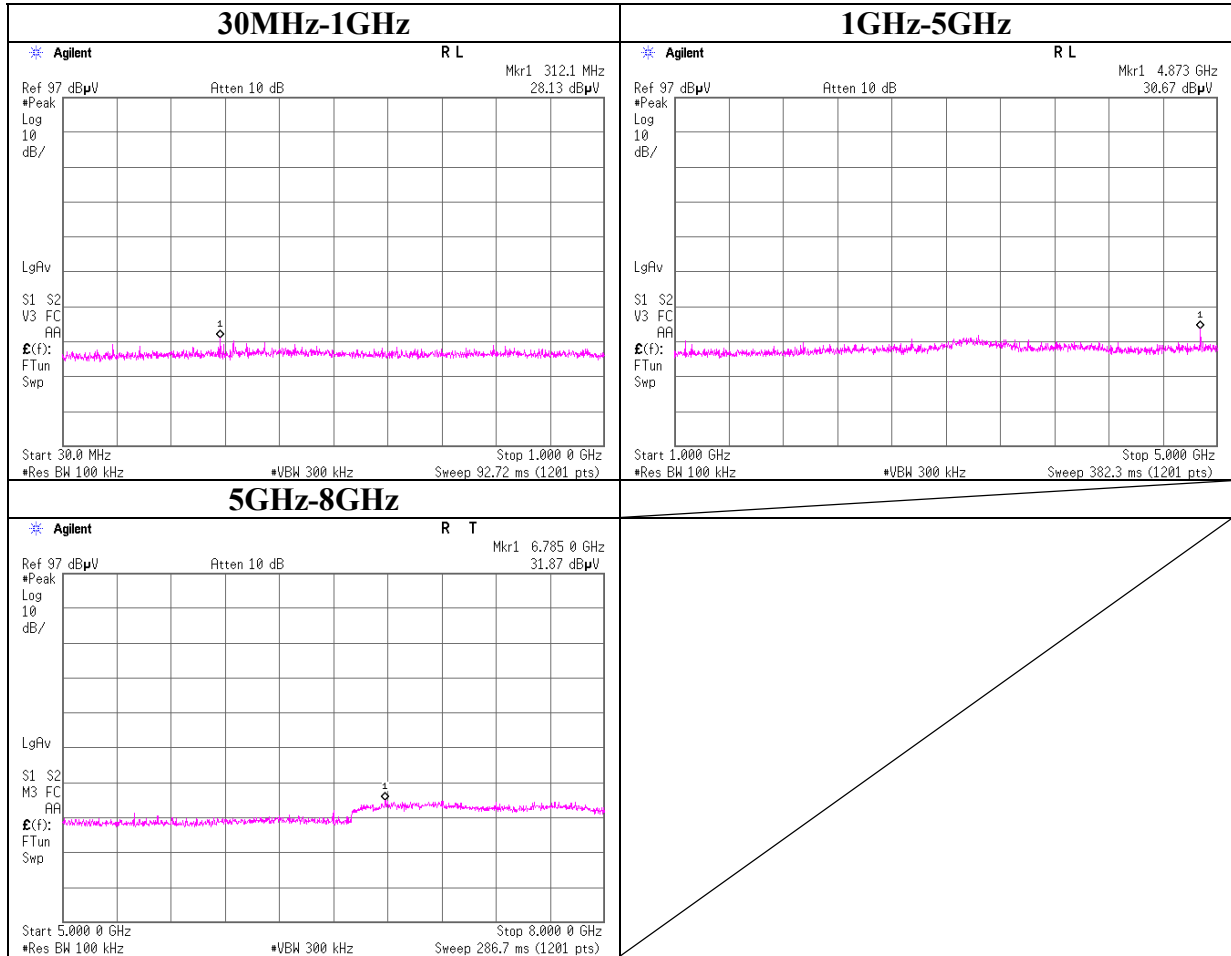 30MHz-1GHz
Agilent R L
Mkr1 312.1 MHz
Ref 97 dBµV Atten 10 dB 28.13 dBµV
#Peak
Log
10
dB/
LgAv
S1 S2
V3 FC
AA
£(f):
FTun
Swp
1
Start 30.0 MHz Stop 1.000 0 GHz
#Res BW 100 kHz #VBW 300 kHz Sweep 92.72 ms (1201 pts)
1GHz-5GHz
Agilent R L
Mkr1 4.873 GHz
Ref 97 dBµV Atten 10 dB 30.67 dBµV
#Peak
Log
10
dB/
LgAv
S1 S2
V3 FC
AA
£(f):
FTun
Swp
1
Start 1.000 GHz Stop 5.000 GHz
#Res BW 100 kHz #VBW 300 kHz Sweep 382.3 ms (1201 pts)
5GHz-8GHz
Agilent R T
Mkr1 6.785 0 GHz
Ref 97 dBµV Atten 10 dB 31.87 dBµV
#Peak
Log
10
dB/
LgAv
S1 S2
M3 FC
AA
£(f):
FTun
Swp
1
Start 5.000 0 GHz Stop 8.000 0 GHz
#Res BW 100 kHz #VBW 300 kHz Sweep 286.7 ms (1201 pts)